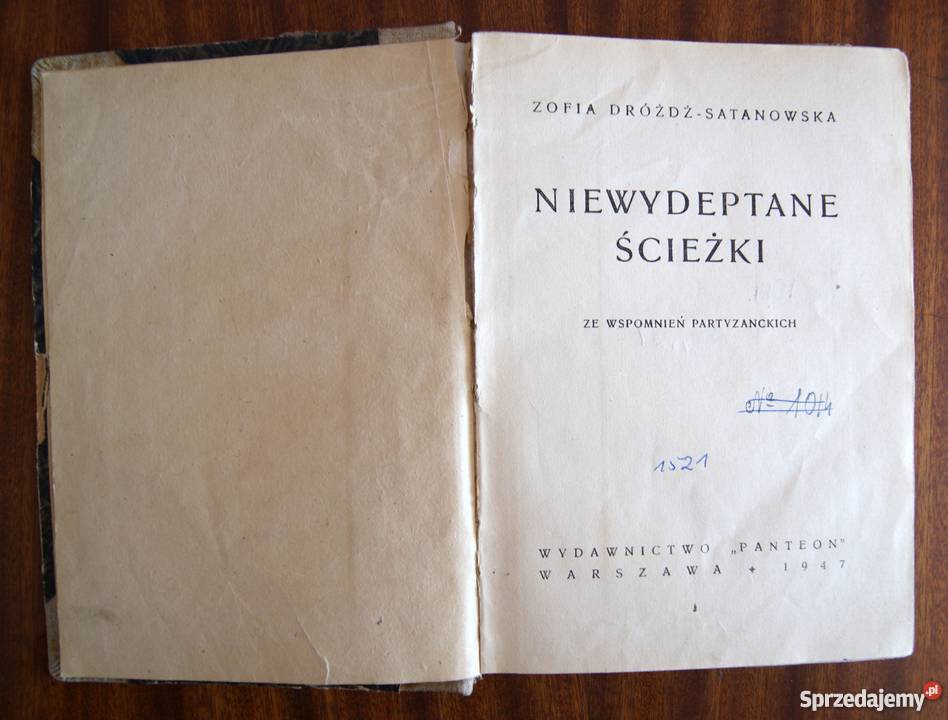 ZOFIA DRÓŻDŻ-SATANOWSKA
NIEWYDEPTANE
ŚCIEŻKI
ZE WSPOMNIEŃ PARTYZANCKICH
№ 1014
1521
WYDAWNICTWO „PANTEON"
WARSZAWA + 1947
Sprzedajemy.pl